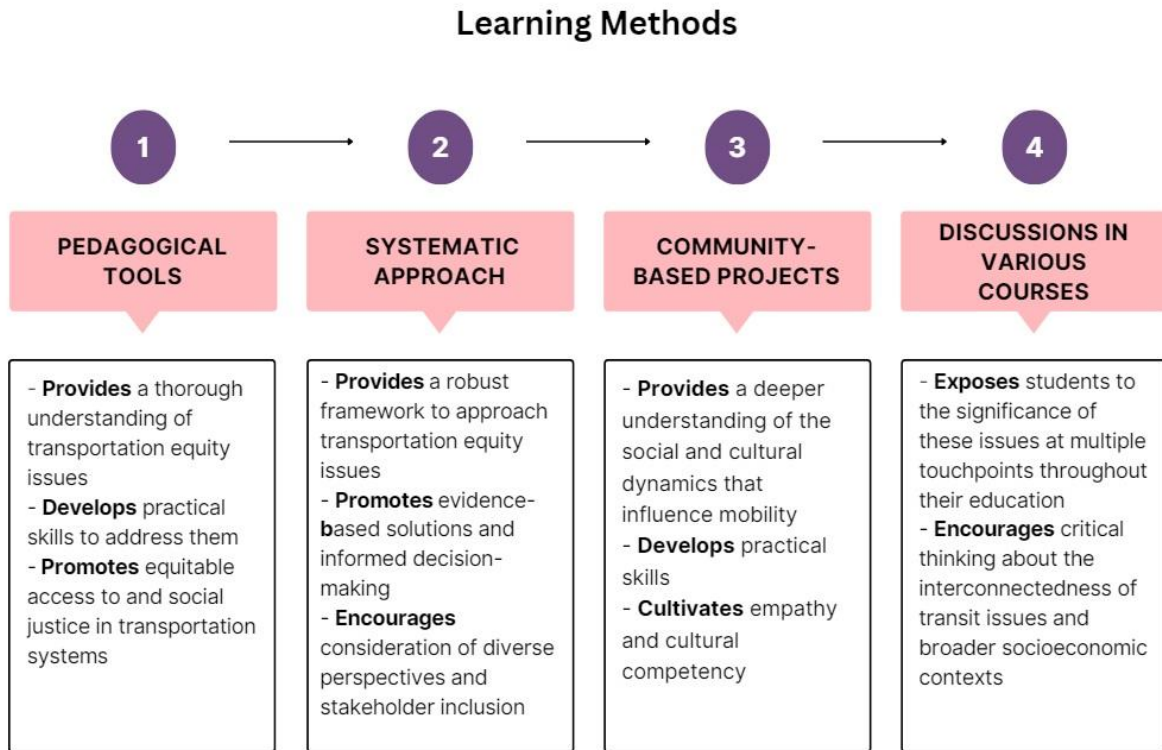 Learning Methods
1
2
3
4
PEDAGOGICAL
TOOLS
SYSTEMATIC
APPROACH
COMMUNITY-
BASED PROJECTS
DISCUSSIONS IN
VARIOUS
COURSES
- Provides a thorough
understanding of
transportation equity
issues
- Develops practical
skills to address them
- Promotes equitable
access to and social
justice in transportation
systems
- Provides a robust
framework to approach
transportation equity
issues
- Promotes evidence-
based solutions and
informed decision-
making
- Encourages
consideration of diverse
perspectives and
stakeholder inclusion
- Provides a deeper
understanding of the
social and cultural
dynamics that
influence mobility
- Develops practical
skills
- Cultivates empathy
and cultural
competency
- Exposes students to
the significance of
these issues at multiple
touchpoints throughout
their education
- Encourages critical
thinking about the
interconnectedness of
transit issues and
broader socioeconomic
contexts